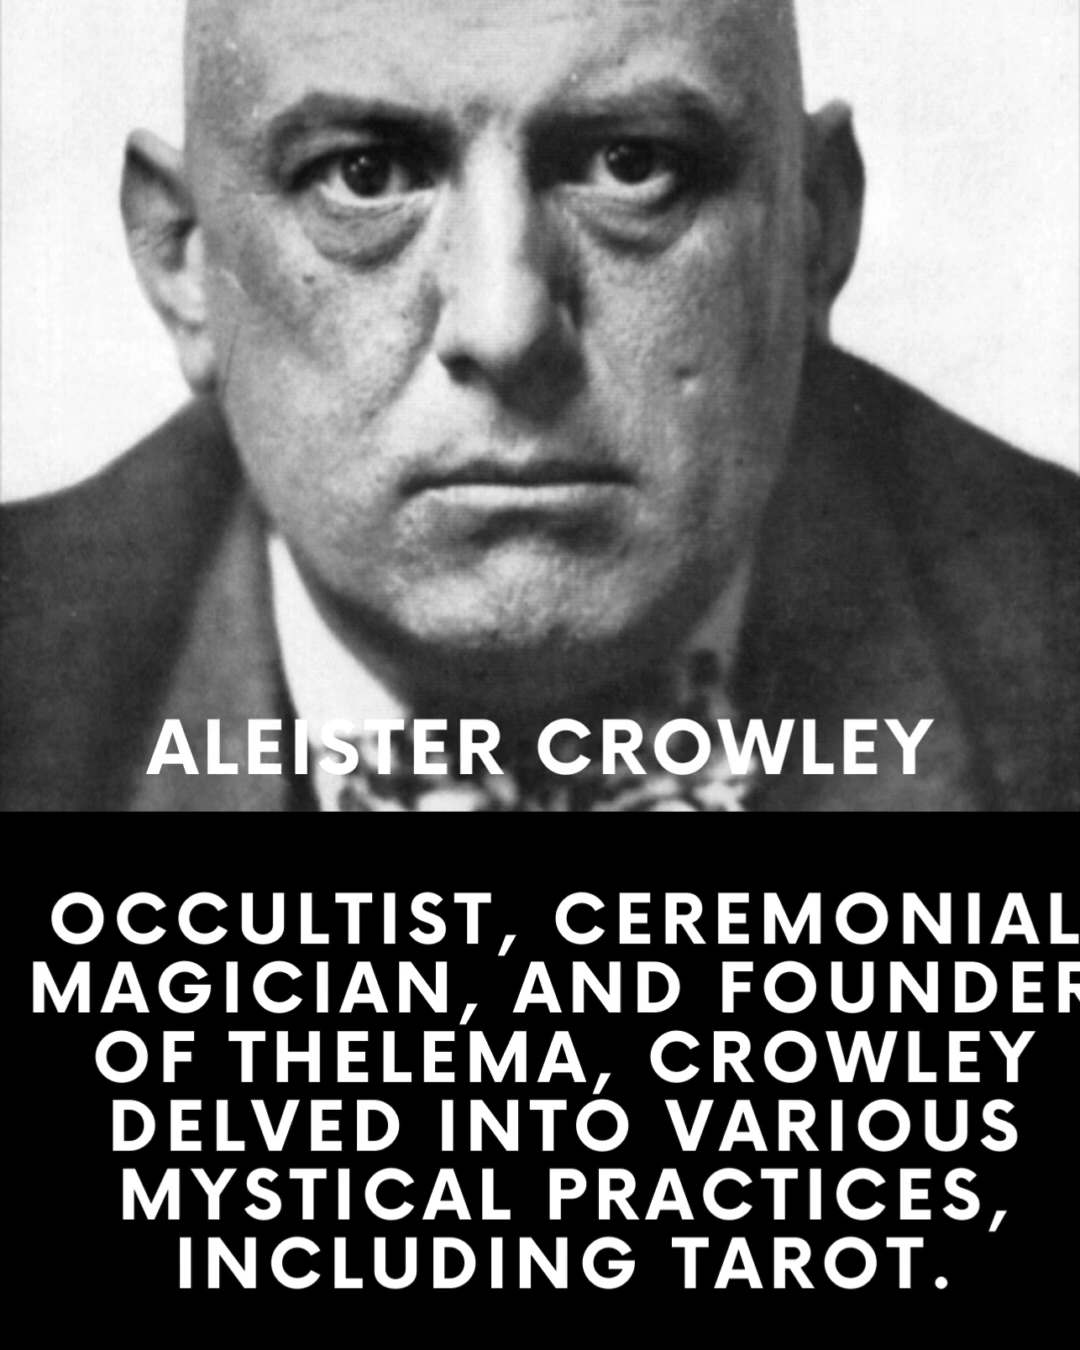 ALEISTER CROWLEY
OCCULTIST, CEREMONIAL
MAGICIAN, AND FOUNDER
OF THELEMA, CROWLEY
DELVED INTO VARIOUS
MYSTICAL PRACTICES,
INCLUDING TAROT.